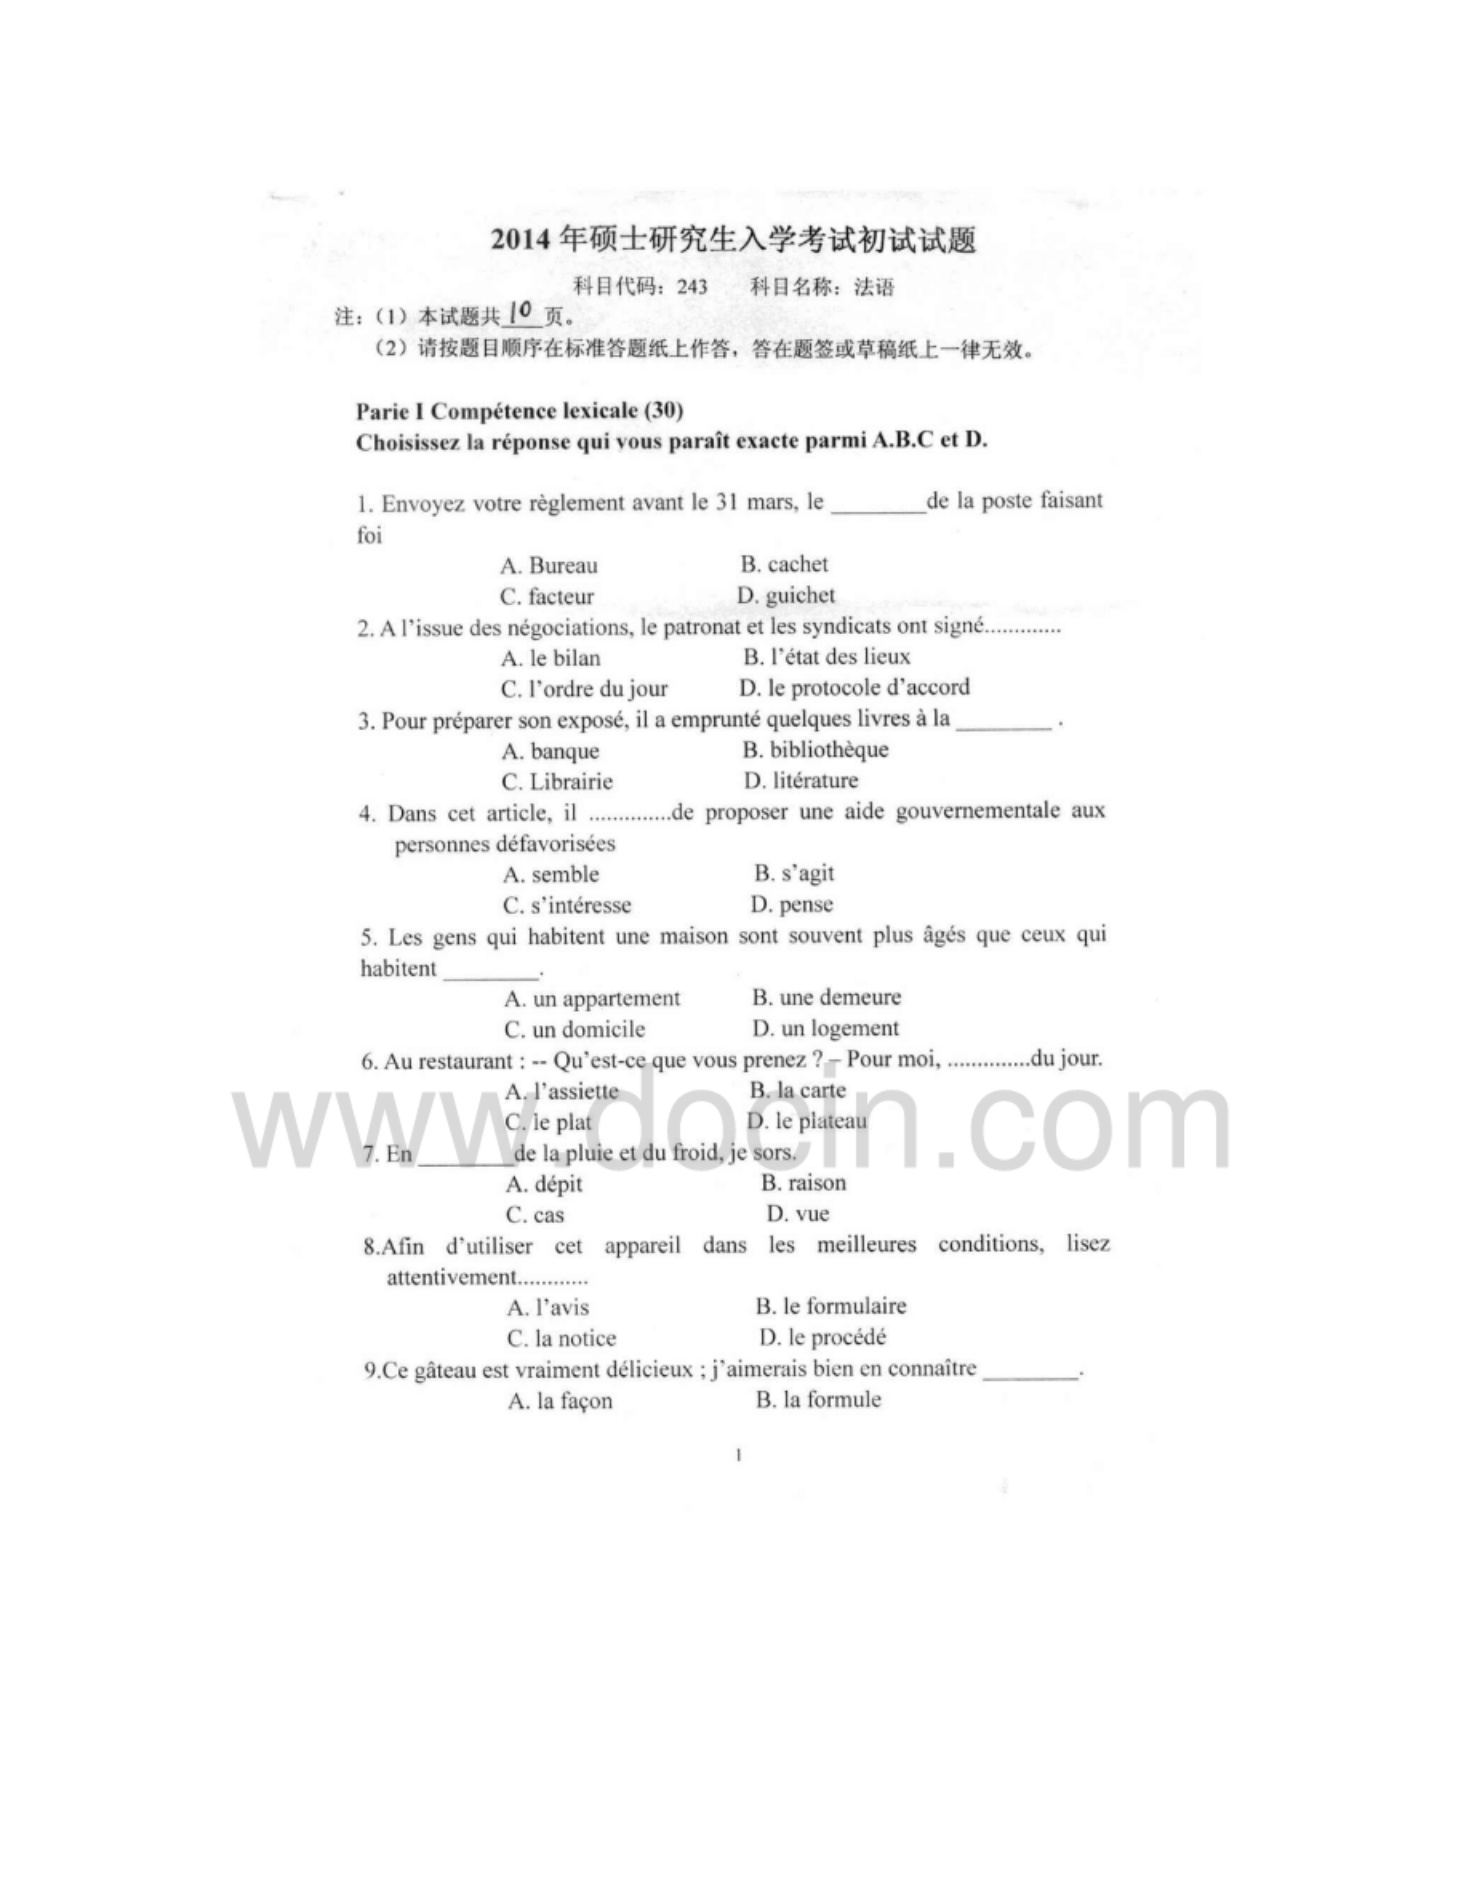 2014 年硕士研究生入学考试初试试题
科目代码：243 科目名称：法语
注：（1）本试题共 10 页。
（2）请按题目顺序在标准答题纸上作答，答在题签或草稿纸上一律无效。
Parie I Compétence lexicale (30)
Choisissez la réponse qui vous paraît exacte parmi A.B.C et D.
1. Envoyez votre règlement avant le 31 mars, le ________de la poste faisant
foi
A. Bureau B. cachet
C. facteur D. guichet
2. A l’issue des négociations, le patronat et les syndicats ont signé.............
A. le bilan B. l’état des lieux
C. l’ordre du jour D. le protocole d’accord
3. Pour préparer son exposé, il a emprunté quelques livres à la ________ .
A. banque B. bibliothèque
C. Librairie D. litérature
4. Dans cet article, il ..............de proposer une aide gouvernementale aux
personnes défavorisées
A. semble B. s’agit
C. s’intéresse D. pense
5. Les gens qui habitent une maison sont souvent plus âgés que ceux qui
habitent ________.
A. un appartement B. une demeure
C. un domicile D. un logement
6. Au restaurant : -- Qu’est-ce que vous prenez ? – Pour moi, ..............du jour.
A. l’assiette B. la carte
C. le plat D. le plateau
www.docin.com
7. En ________de la pluie et du froid, je sors.
A. dépit B. raison
C. cas D. vue
8.Afin d’utiliser cet appareil dans les meilleures conditions, lisez
attentivement............
A. l’avis B. le formulaire
C. la notice D. le procédé
9.Ce gâteau est vraiment délicieux ; j’aimerais bien en connaître ________.
A. la façon B. la formule
1